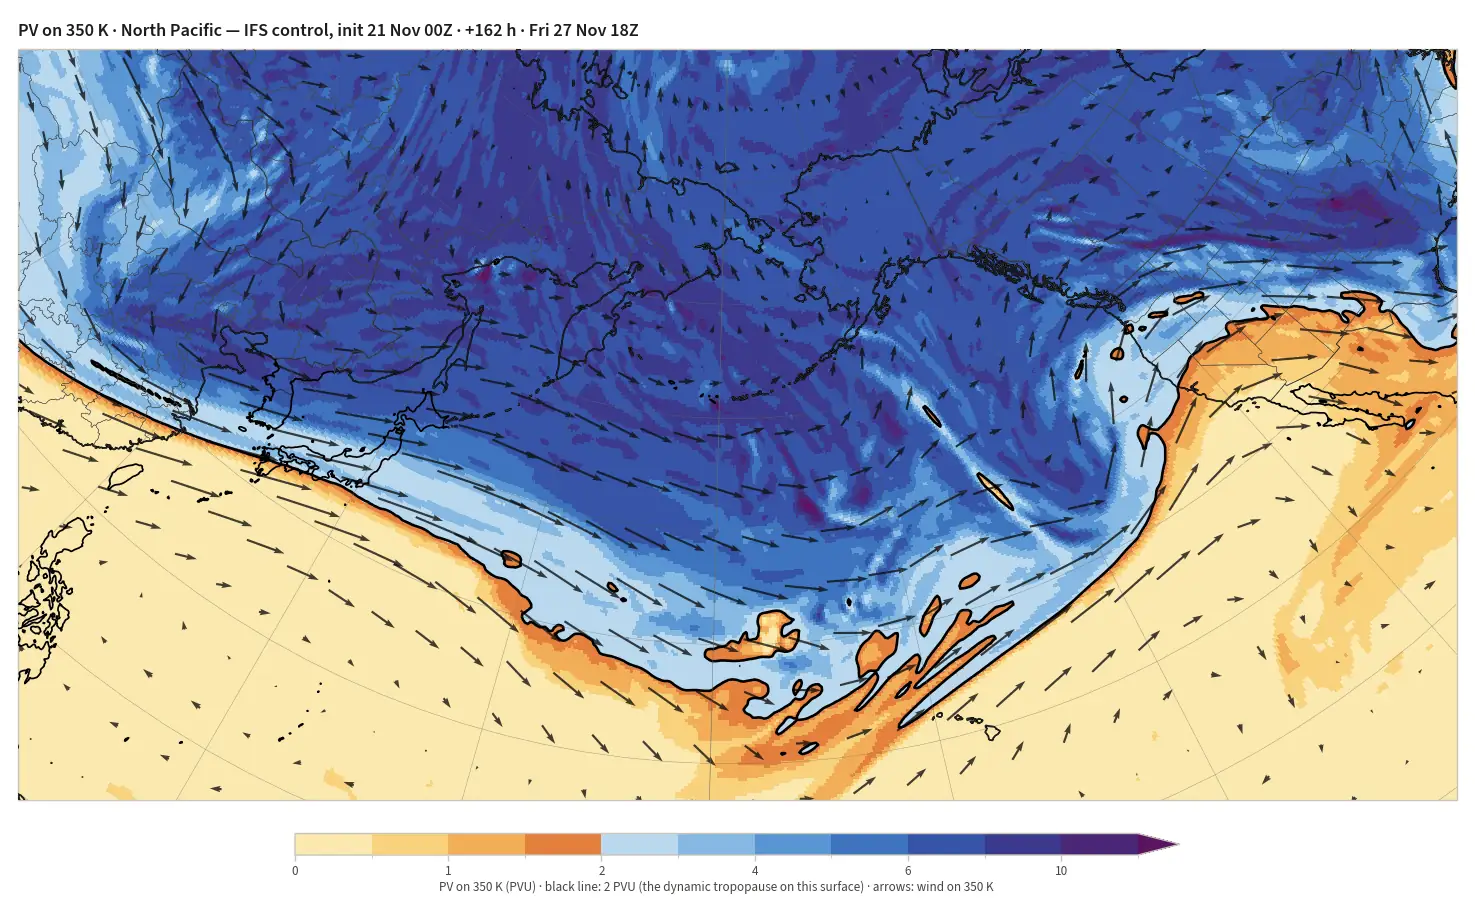 PV on 350 K · North Pacific — IFS control, init 21 Nov 00Z · +162 h · Fri 27 Nov 18Z
0 1 2 4 6 10
PV on 350 K (PVU) · black line: 2 PVU (the dynamic tropopause on this surface) · arrows: wind on 350 K